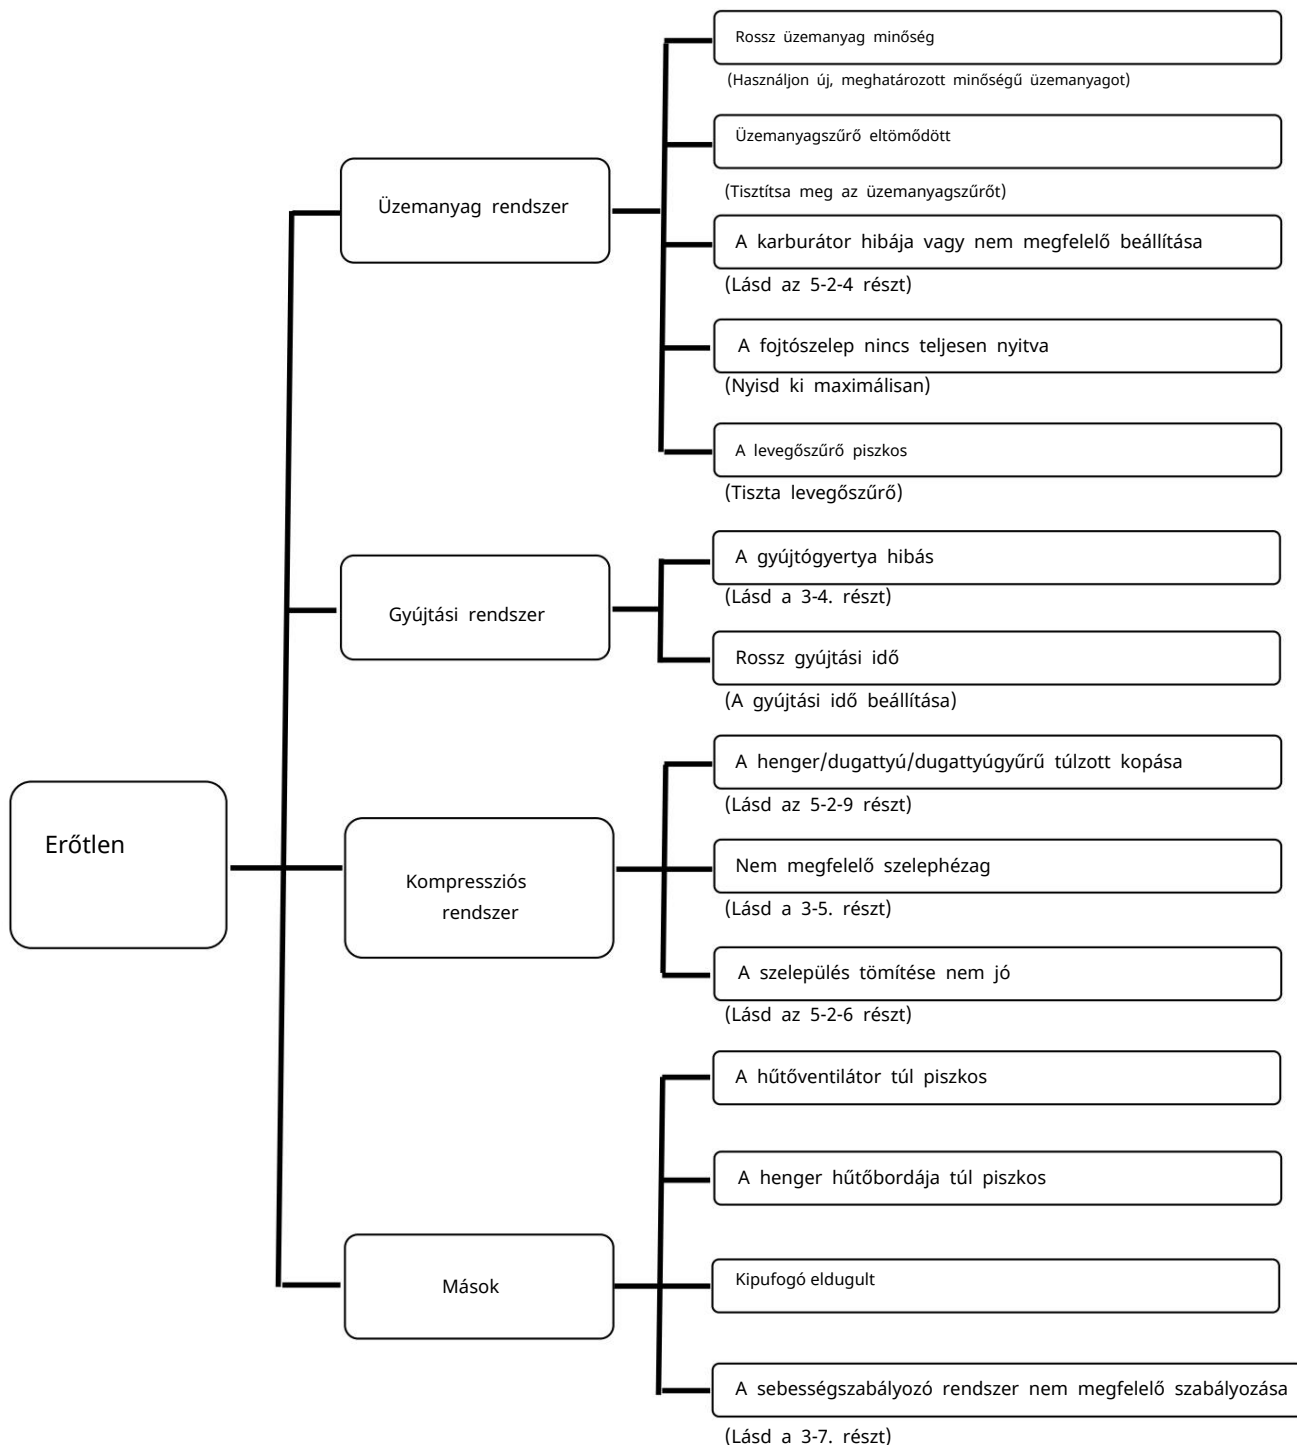 Rossz üzemanyag minőség
(Használjon új, meghatározott minőségű üzemanyagot)
Üzemanyagszűrő eltömődött
(Tisztítsa meg az üzemanyagszűrőt)
Üzemanyag rendszer
A karburátor hibája vagy nem megfelelő beállítása
(Lásd az 5-2-4 részt)
A fojtószelep nincs teljesen nyitva
(Nyisd ki maximálisan)
A levegőszűrő piszkos
(Tiszta levegőszűrő)
A gyújtógyertya hibás
(Lásd a 3-4. részt)
Gyújtási rendszer
Rossz gyújtási idő
(A gyújtási idő beállítása)
A henger/dugattyú/dugattyúgyűrű túlzott kopása
(Lásd az 5-2-9 részt)
Erőtlen
Nem megfelelő szelephézag
Kompressziós
rendszer
(Lásd a 3-5. részt)
A szelepülés tömítése nem jó
(Lásd az 5-2-6 részt)
A hűtőventilátor túl piszkos
A henger hűtőbordája túl piszkos
Kipufogó eldugult
Mások
A sebességszabályozó rendszer nem megfelelő szabályozása
(Lásd a 3-7. részt)